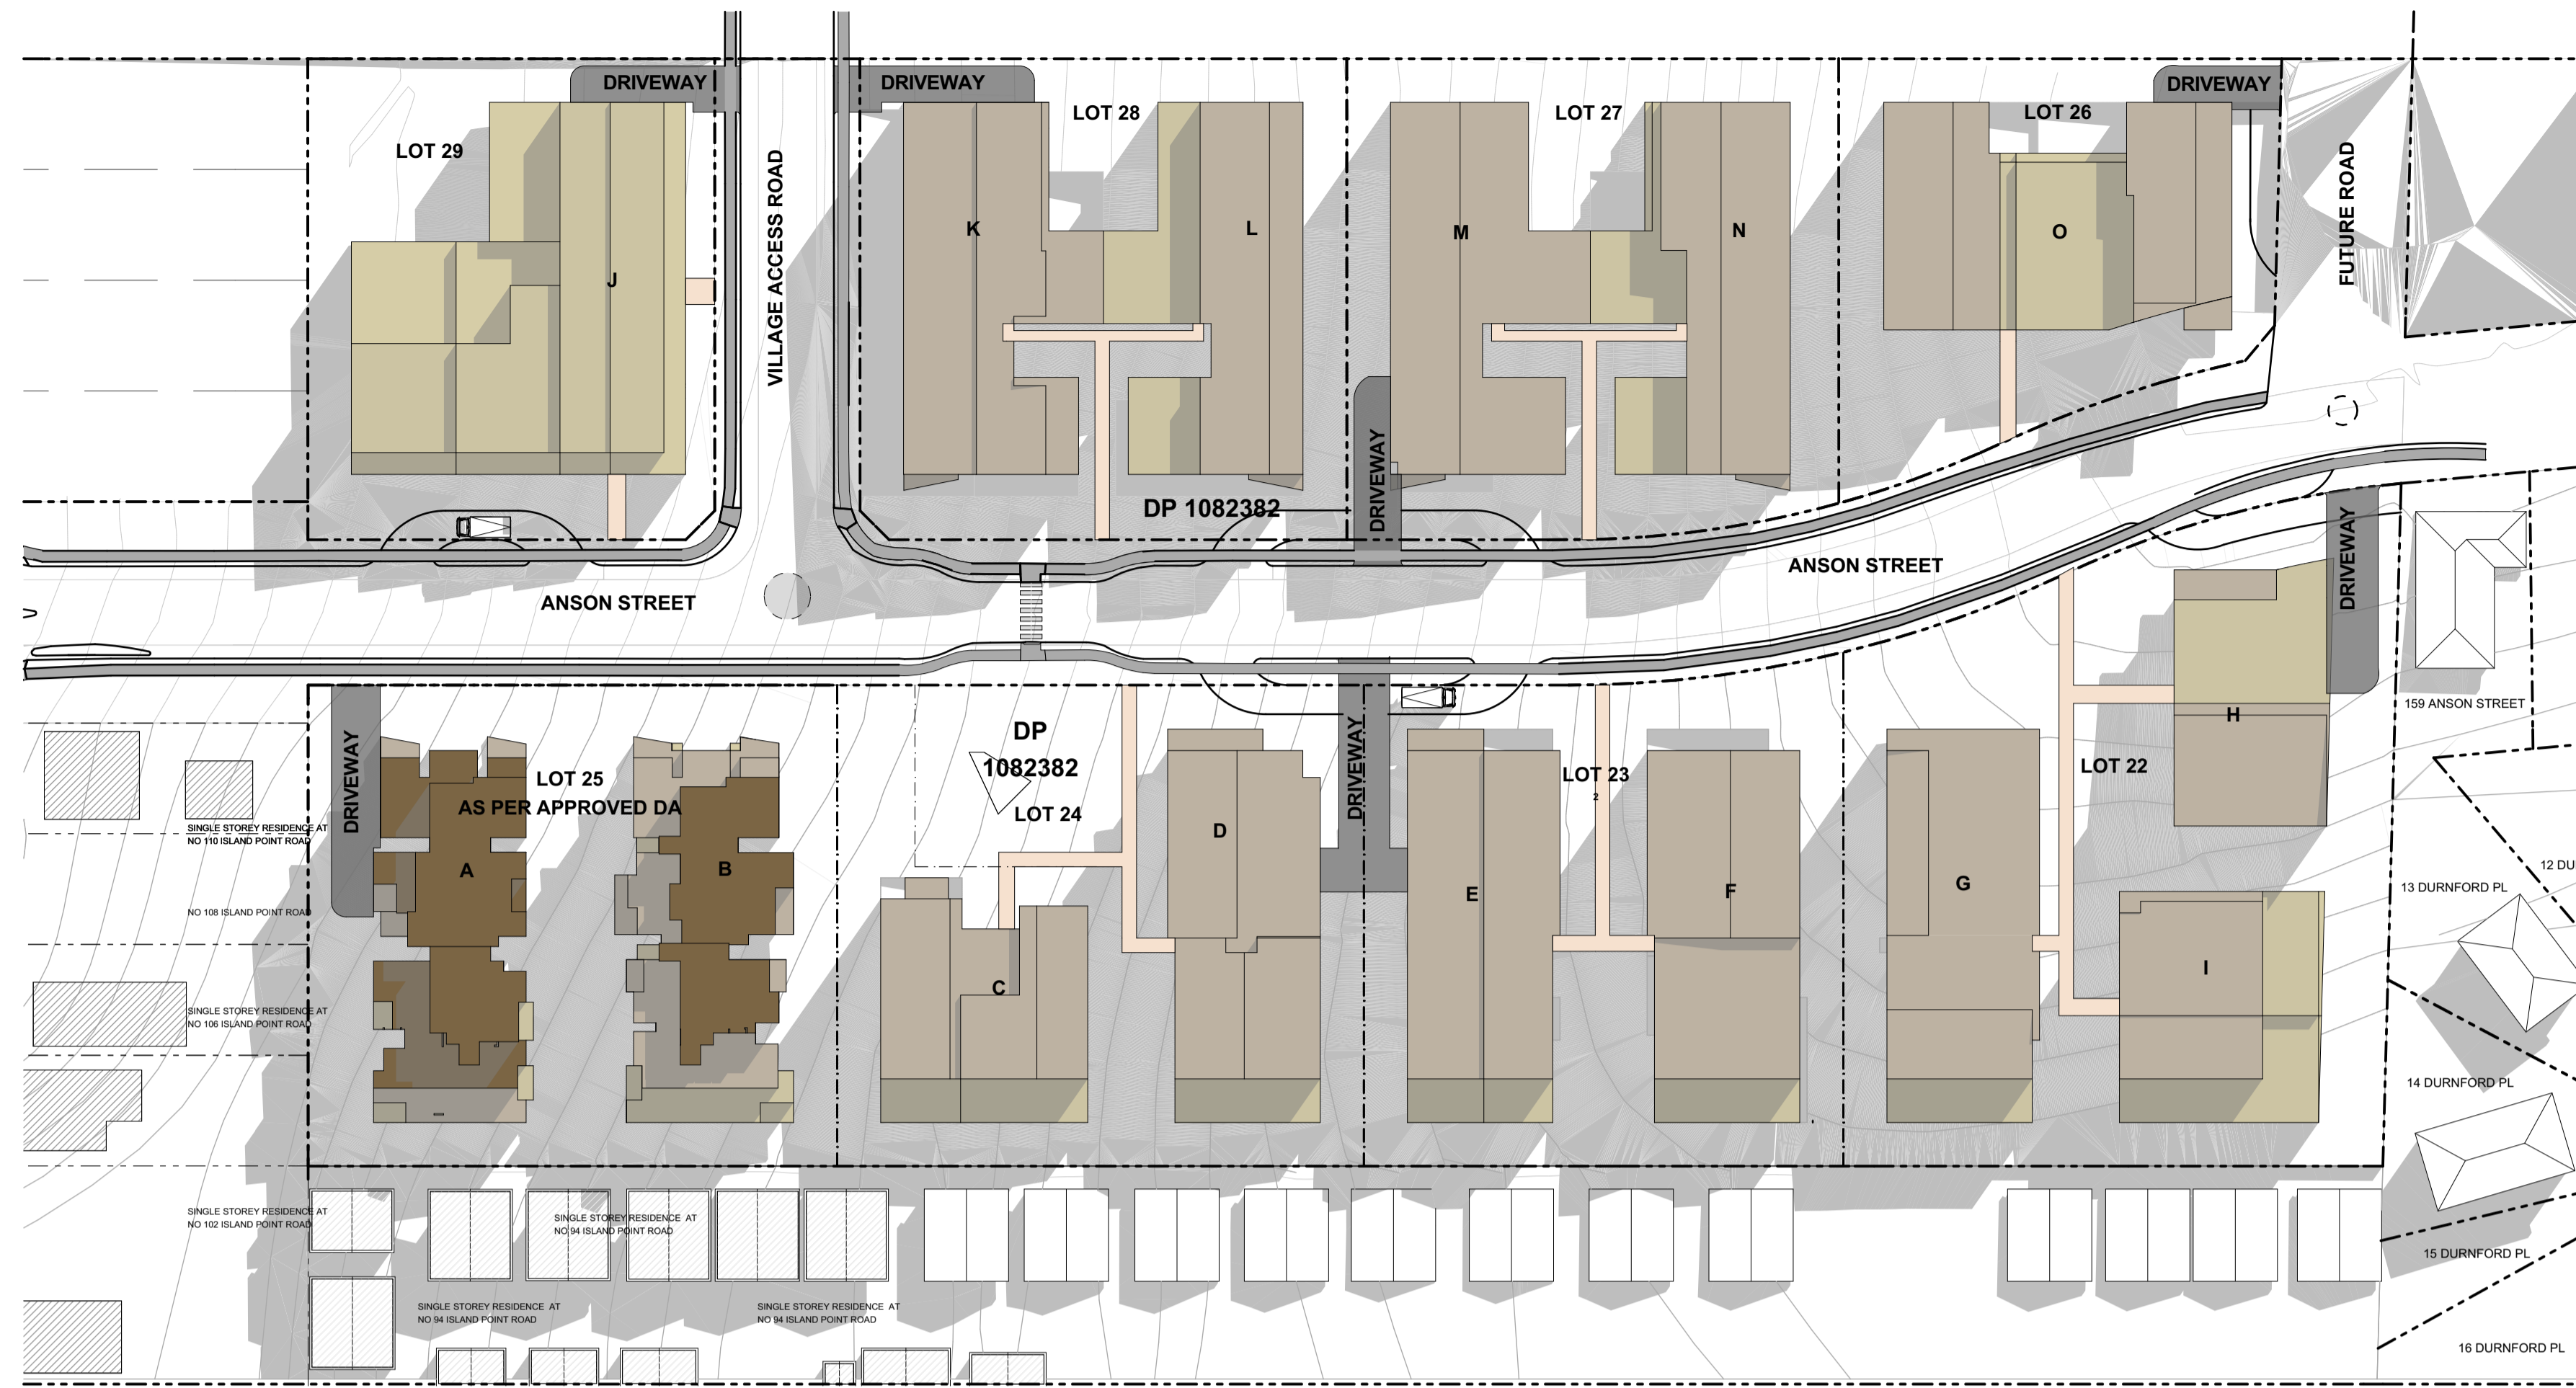 DRIVEWAY
DRIVEWAY
DRIVEWAY
LOT 29
LOT 28
LOT 27
LOT 26
J
VILLAGE ACCESS ROAD
K
L
M
N
O
FUTURE ROAD
DRIVEWAY
DP 1082382
ANSON STREET
ANSON STREET
DRIVEWAY
DRIVEWAY
LOT 25
AS PER APPROVED DA
A
B
DP
1082382
LOT 24
C
D
DRIVEWAY
LOT 23
2
E
F
G
LOT 22
H
I
159 ANSON STREET
12 DU
13 DURNFORD PL
14 DURNFORD PL
15 DURNFORD PL
16 DURNFORD PL
SINGLE STOREY RESIDENCE AT
NO 110 ISLAND POINT ROAD
NO 108 ISLAND POINT ROAD
SINGLE STOREY RESIDENCE AT
NO 106 ISLAND POINT ROAD
SINGLE STOREY RESIDENCE AT
NO 102 ISLAND POINT ROAD
SINGLE STOREY RESIDENCE AT
NO 94 ISLAND POINT ROAD
SINGLE STOREY RESIDENCE AT
NO 94 ISLAND POINT ROAD
SINGLE STOREY RESIDENCE AT
NO 94 ISLAND POINT ROAD